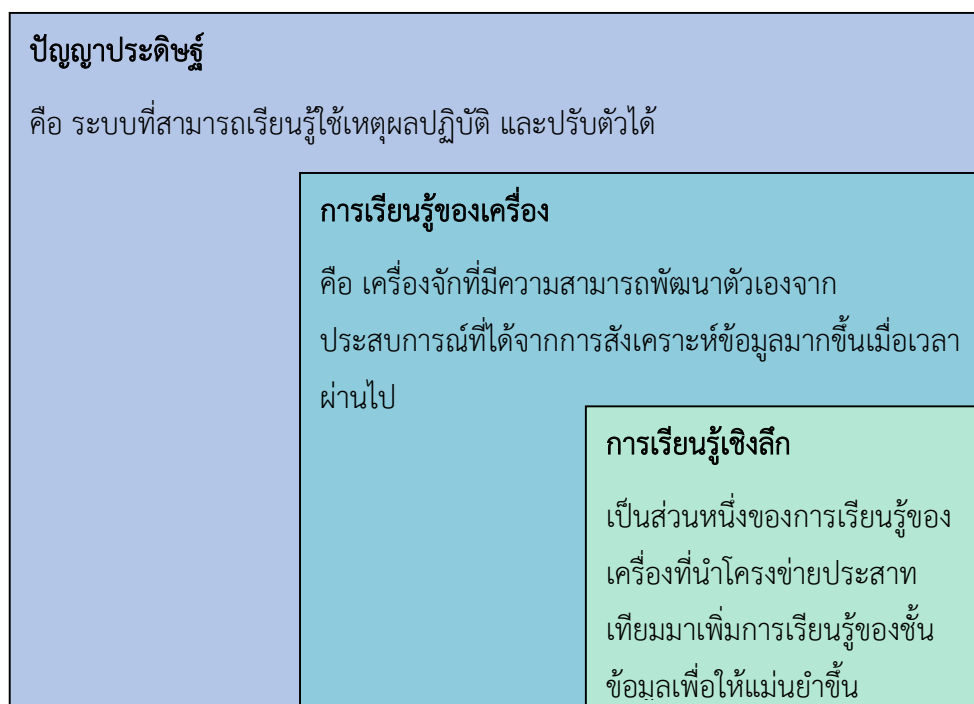 ปัญญาประดิษฐ์
คือ ระบบที่สามารถเรียนรู้ใช้เหตุผลปฏิบัติ และปรับตัวได้
การเรียนรู้ของเครื่อง
คือ เครื่องจักที่มีความสามารถพัฒนาตัวเองจาก
ประสบการณ์ที่ได้จากการสังเคราะห์ข้อมูลมากขึ้นเมื่อเวลา
ผ่านไป
การเรียนรู้เชิงลึก
เป็นส่วนหนึ่งของการเรียนรู้ของ
เครื่องที่นำโครงข่ายประสาท
เทียมมาเพิ่มการเรียนรู้ของชั้น
ข้อมูลเพื่อให้แม่นยำขึ้น